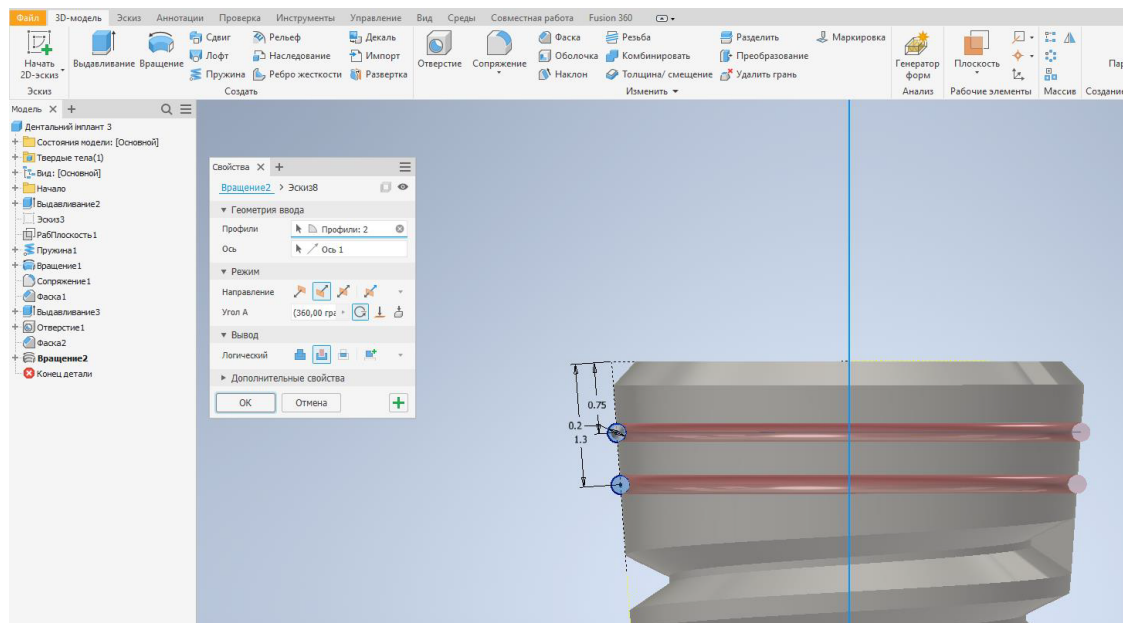 Файл 3D-модель Эскиз Аннотации Проверка Инструменты Управление Вид Среды Совместная работа Fusion 360
Начать 2D-эскиз
Выдавливание Вращение
Сдвиг Рельеф Декаль
Лофт Наследование Импорт
Пружина Ребро жесткости Развертка
Отверстие Сопряжение
Фаска Резьба Разделить Маркировка
Оболочка Комбинировать Преобразование
Наклон Толщина/ смещение Удалить грань
Генератор форм
Плоскость
Пар
Эскиз Создать Изменить Анализ Рабочие элементы Массив Создание
Модель
Дентальний імплант 3
Состояния модели: [Основной]
Твердые тела(1)
Вид: [Основной]
Начало
Выдавливание2
Эскиз3
РабПлоскость1
Пружина1
Вращение1
Сопряжение1
Фаска1
Выдавливание3
Отверстие1
Фаска2
Вращение2
Конец детали
Свойства
Вращение2 > Эскиз8
Геометрия ввода
Профили Профили: 2
Ось Ось 1
Режим
Направление
Угол A (360,00 гра
Вывод
Логический
Дополнительные свойства
OK Отмена
0.75
0.2
1.3